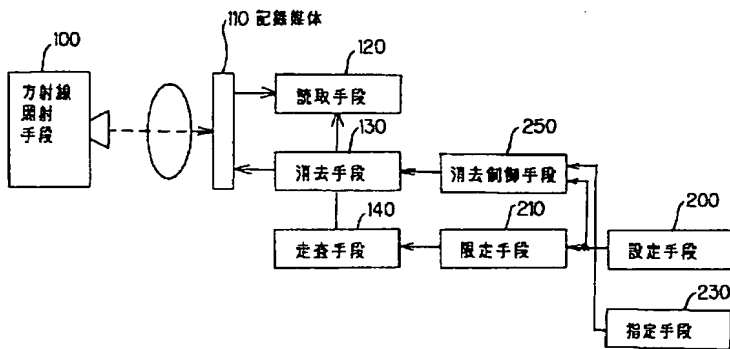 100
方射線
照射
手段
110 記録媒体
120
読取手段
130
消去手段
250
消去制御手段
140
走査手段
210
限定手段
200
設定手段
230
指定手段